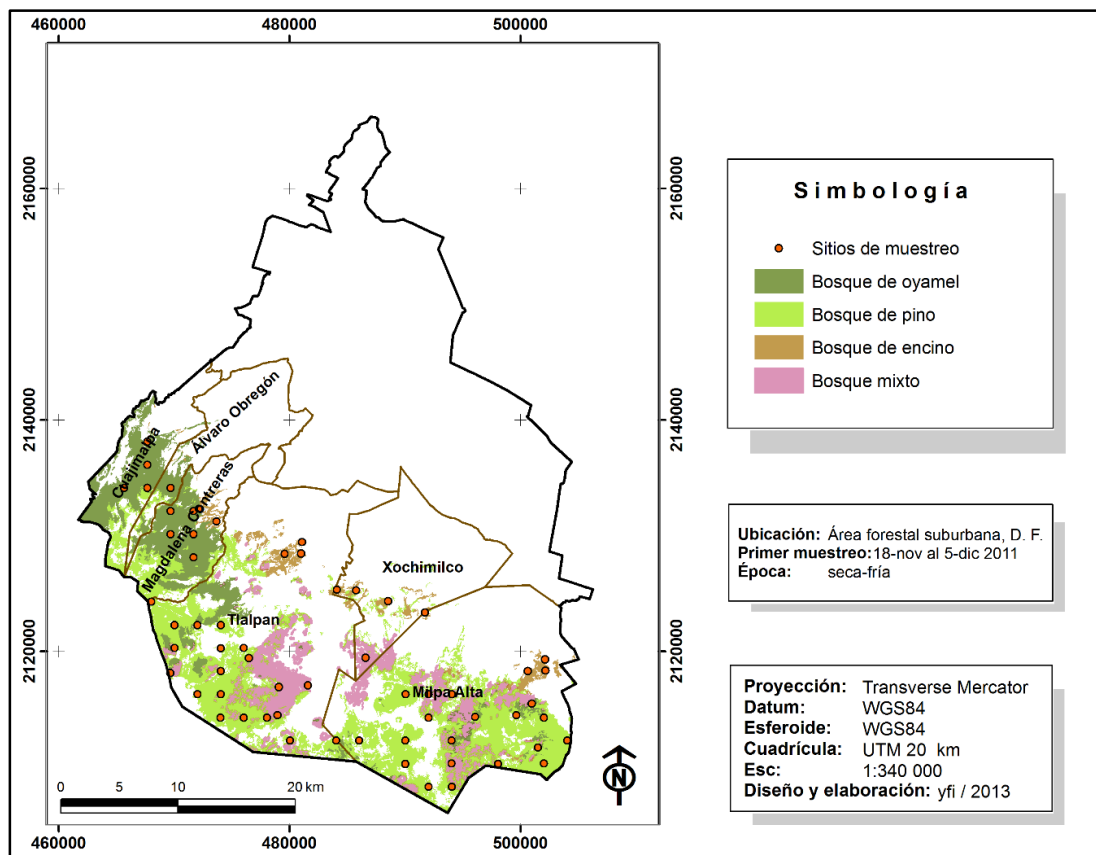 460000
480000
500000
2160000
2160000
2140000
2140000
2120000
2120000
Cuajimalpa
Álvaro Obregón
Magdalena Contreras
Xochimilco
Tlalpan
Milpa Alta
N
0 5 10 20 km
460000
480000
500000
Simbología
Sitios de muestreo
Bosque de oyamel
Bosque de pino
Bosque de encino
Bosque mixto
Ubicación: Área forestal suburbana, D. F.
Primer muestreo: 18-nov al 5-dic 2011
Época: seca-fría
Proyección: Transverse Mercator
Datum: WGS84
Esferoide: WGS84
Cuadrícula: UTM 20 km
Esc: 1:340 000
Diseño y elaboración: yfi / 2013